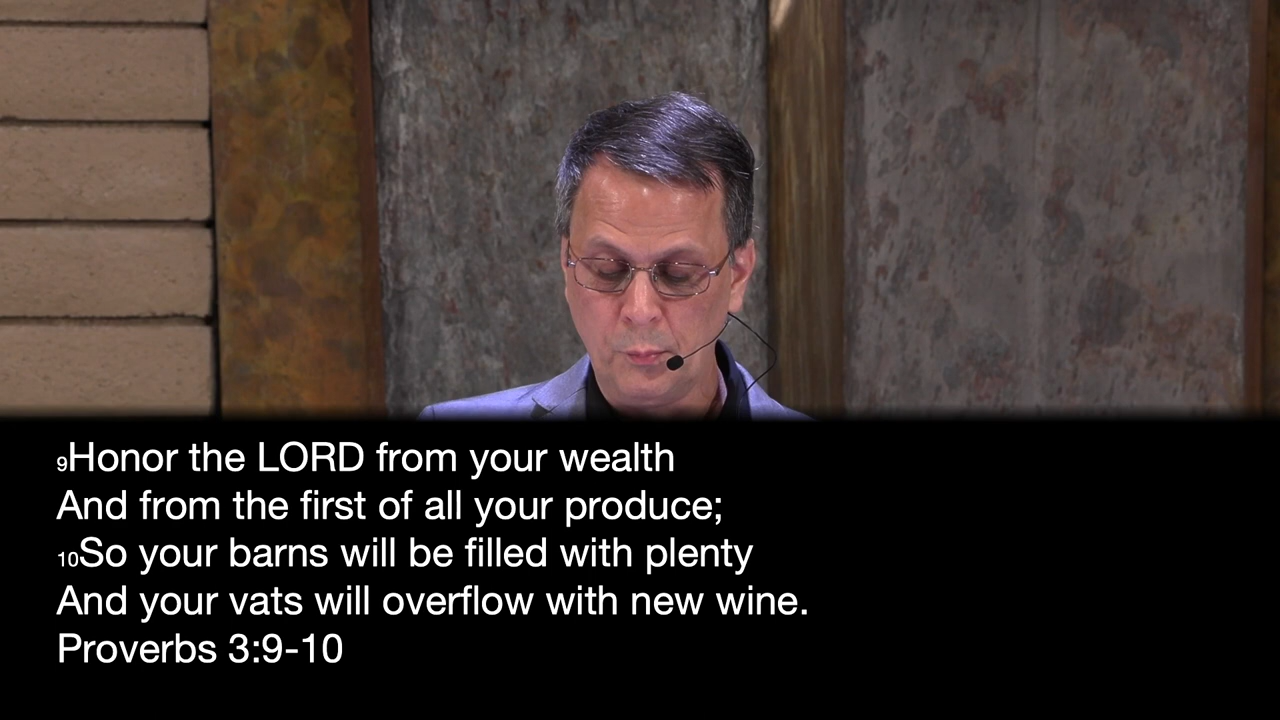 9Honor the LORD from your wealth
And from the first of all your produce;
10So your barns will be filled with plenty
And your vats will overflow with new wine.
Proverbs 3:9-10